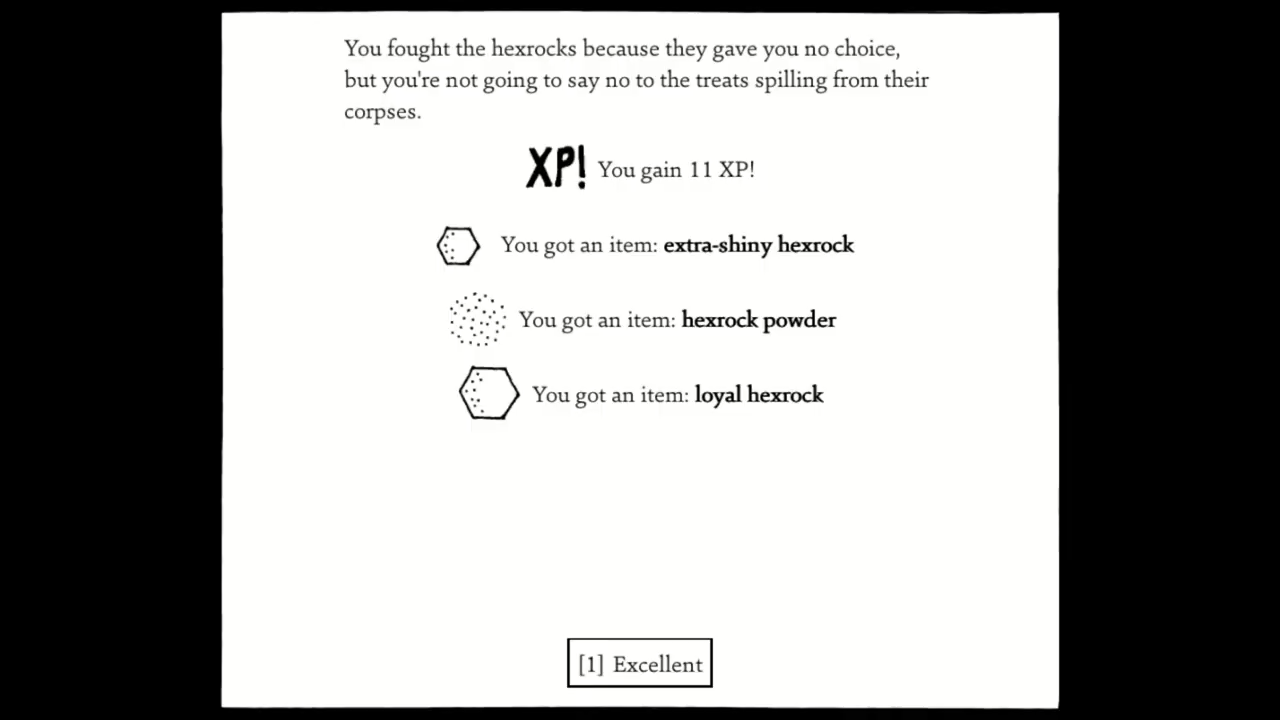 You fought the hexrocks because they gave you no choice,
but you're not going to say no to the treats spilling from their
corpses.
XP! You gain 11 XP!
You got an item: extra-shiny hexrock
You got an item: hexrock powder
You got an item: loyal hexrock
[1] Excellent